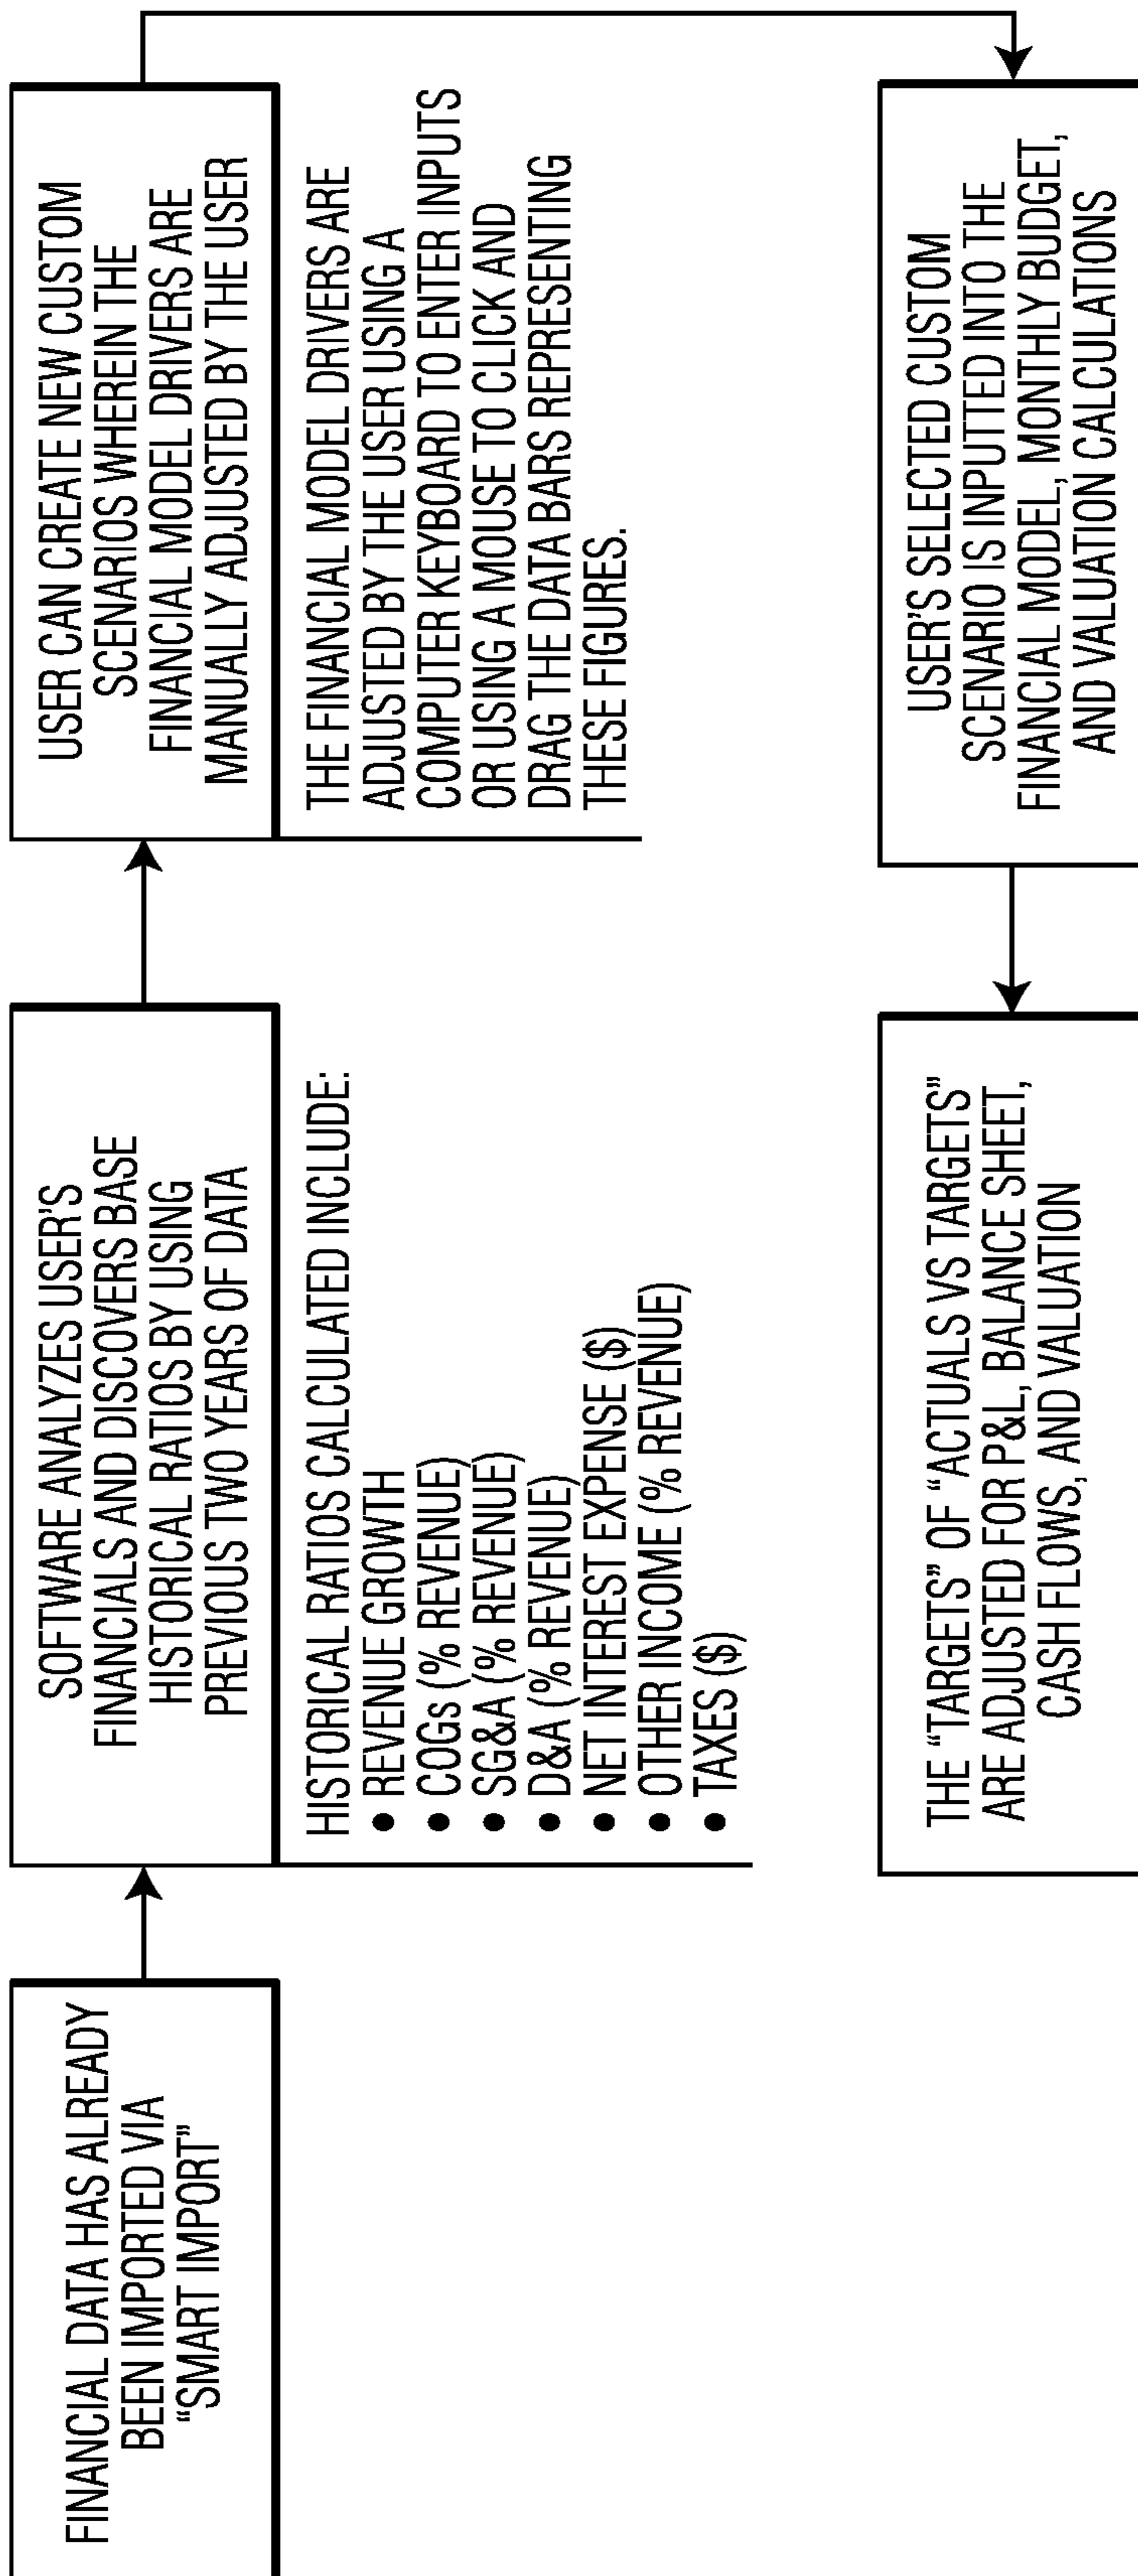 FINANCIAL DATA HAS ALREADY
BEEN IMPORTED VIA
“SMART IMPORT”
SOFTWARE ANALYZES USER'S
FINANCIALS AND DISCOVERS BASE
HISTORICAL RATIOS BY USING
PREVIOUS TWO YEARS OF DATA
HISTORICAL RATIOS CALCULATED INCLUDE:
• REVENUE GROWTH
• COGs (% REVENUE)
• SG&A (% REVENUE)
• D&A (% REVENUE)
• NET INTEREST EXPENSE ($)
• OTHER INCOME (% REVENUE)
• TAXES ($)
USER CAN CREATE NEW CUSTOM
SCENARIOS WHEREIN THE
FINANCIAL MODEL DRIVERS ARE
MANUALLY ADJUSTED BY THE USER
THE FINANCIAL MODEL DRIVERS ARE
ADJUSTED BY THE USER USING A
COMPUTER KEYBOARD TO ENTER INPUTS
OR USING A MOUSE TO CLICK AND
DRAG THE DATA BARS REPRESENTING
THESE FIGURES.
USER'S SELECTED CUSTOM
SCENARIO IS INPUTTED INTO THE
FINANCIAL MODEL, MONTHLY BUDGET,
AND VALUATION CALCULATIONS
THE “TARGETS” OF “ACTUALS VS TARGETS”
ARE ADJUSTED FOR P&L, BALANCE SHEET,
CASH FLOWS, AND VALUATION